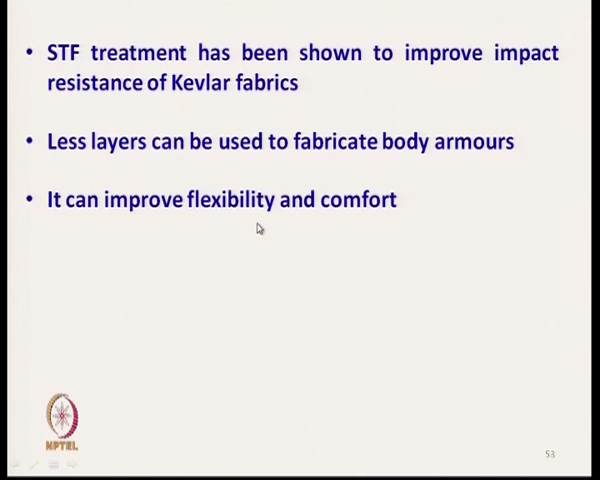 • STF treatment has been shown to improve impact
resistance of Kevlar fabrics
• Less layers can be used to fabricate body armours
• It can improve flexibility and comfort
NPTEL
53